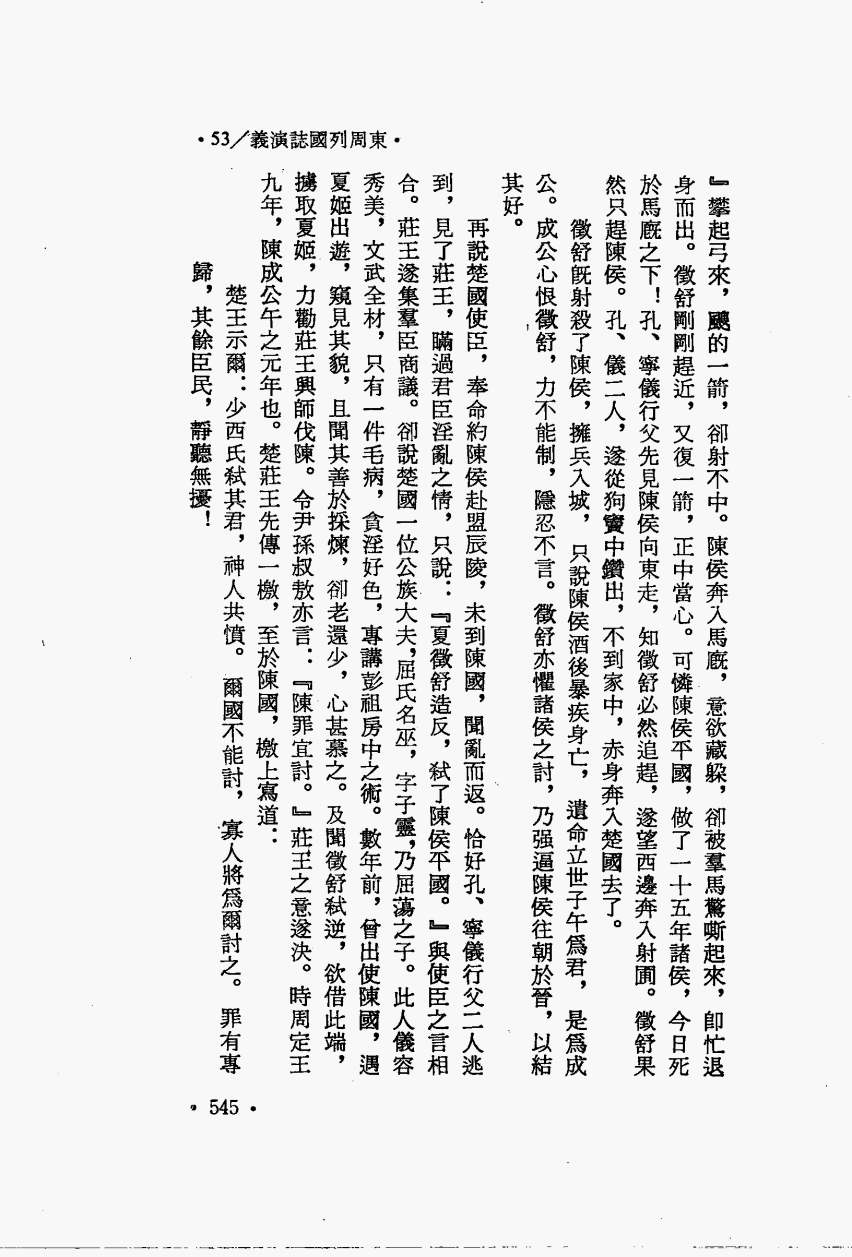 ·53／義演誌國列周東·
』攀起弓來，颼的一箭，卻射不中。陳侯奔入馬廐，意欲藏躲，卻被羣馬驚嘶起來，卽忙退
身而出。徵舒剛剛趕近，又復一箭，正中當心。可憐陳侯平國，做了一十五年諸侯，今日死
於馬廐之下！孔、寧儀行父先見陳侯向東走，知徵舒必然追趕，遂望西邊奔入射圃。徵舒果
然只趕陳侯。孔、儀二人，遂從狗竇中鑽出，不到家中，赤身奔入楚國去了。
徵舒旣射殺了陳侯，擁兵入城，只說陳侯酒後暴疾身亡，遺命立世子午爲君，是爲成
公。成公心恨徵舒，力不能制，隱忍不言。徵舒亦懼諸侯之討，乃强逼陳侯往朝於晉，以結
其好。
再說楚國使臣，奉命約陳侯赴盟辰陵，未到陳國，聞亂而返。恰好孔、寧儀行父二人逃
到，見了莊王，瞞過君臣淫亂之情，只說：『夏徵舒造反，弒了陳侯平國。』與使臣之言相
合。莊王遂集羣臣商議。卻說楚國一位公族大夫，屈氏名巫，字子靈，乃屈蕩之子。此人儀容
秀美，文武全材，只有一件毛病，貪淫好色，專講彭祖房中之術。數年前，曾出使陳國，遇
夏姬出遊，窺見其貌，且聞其善於採煉，卻老還少，心甚慕之。及聞徵舒弒逆，欲借此端，
擄取夏姬，力勸莊王興師伐陳。令尹孫叔敖亦言：『陳罪宜討。』莊王之意遂決。時周定王
九年，陳成公午之元年也。楚莊王先傳一檄，至於陳國，檄上寫道：
楚王示爾：少西氏弒其君，神人共憤。爾國不能討，寡人將爲爾討之。罪有專
歸，其餘臣民，靜聽無擾！
·545·